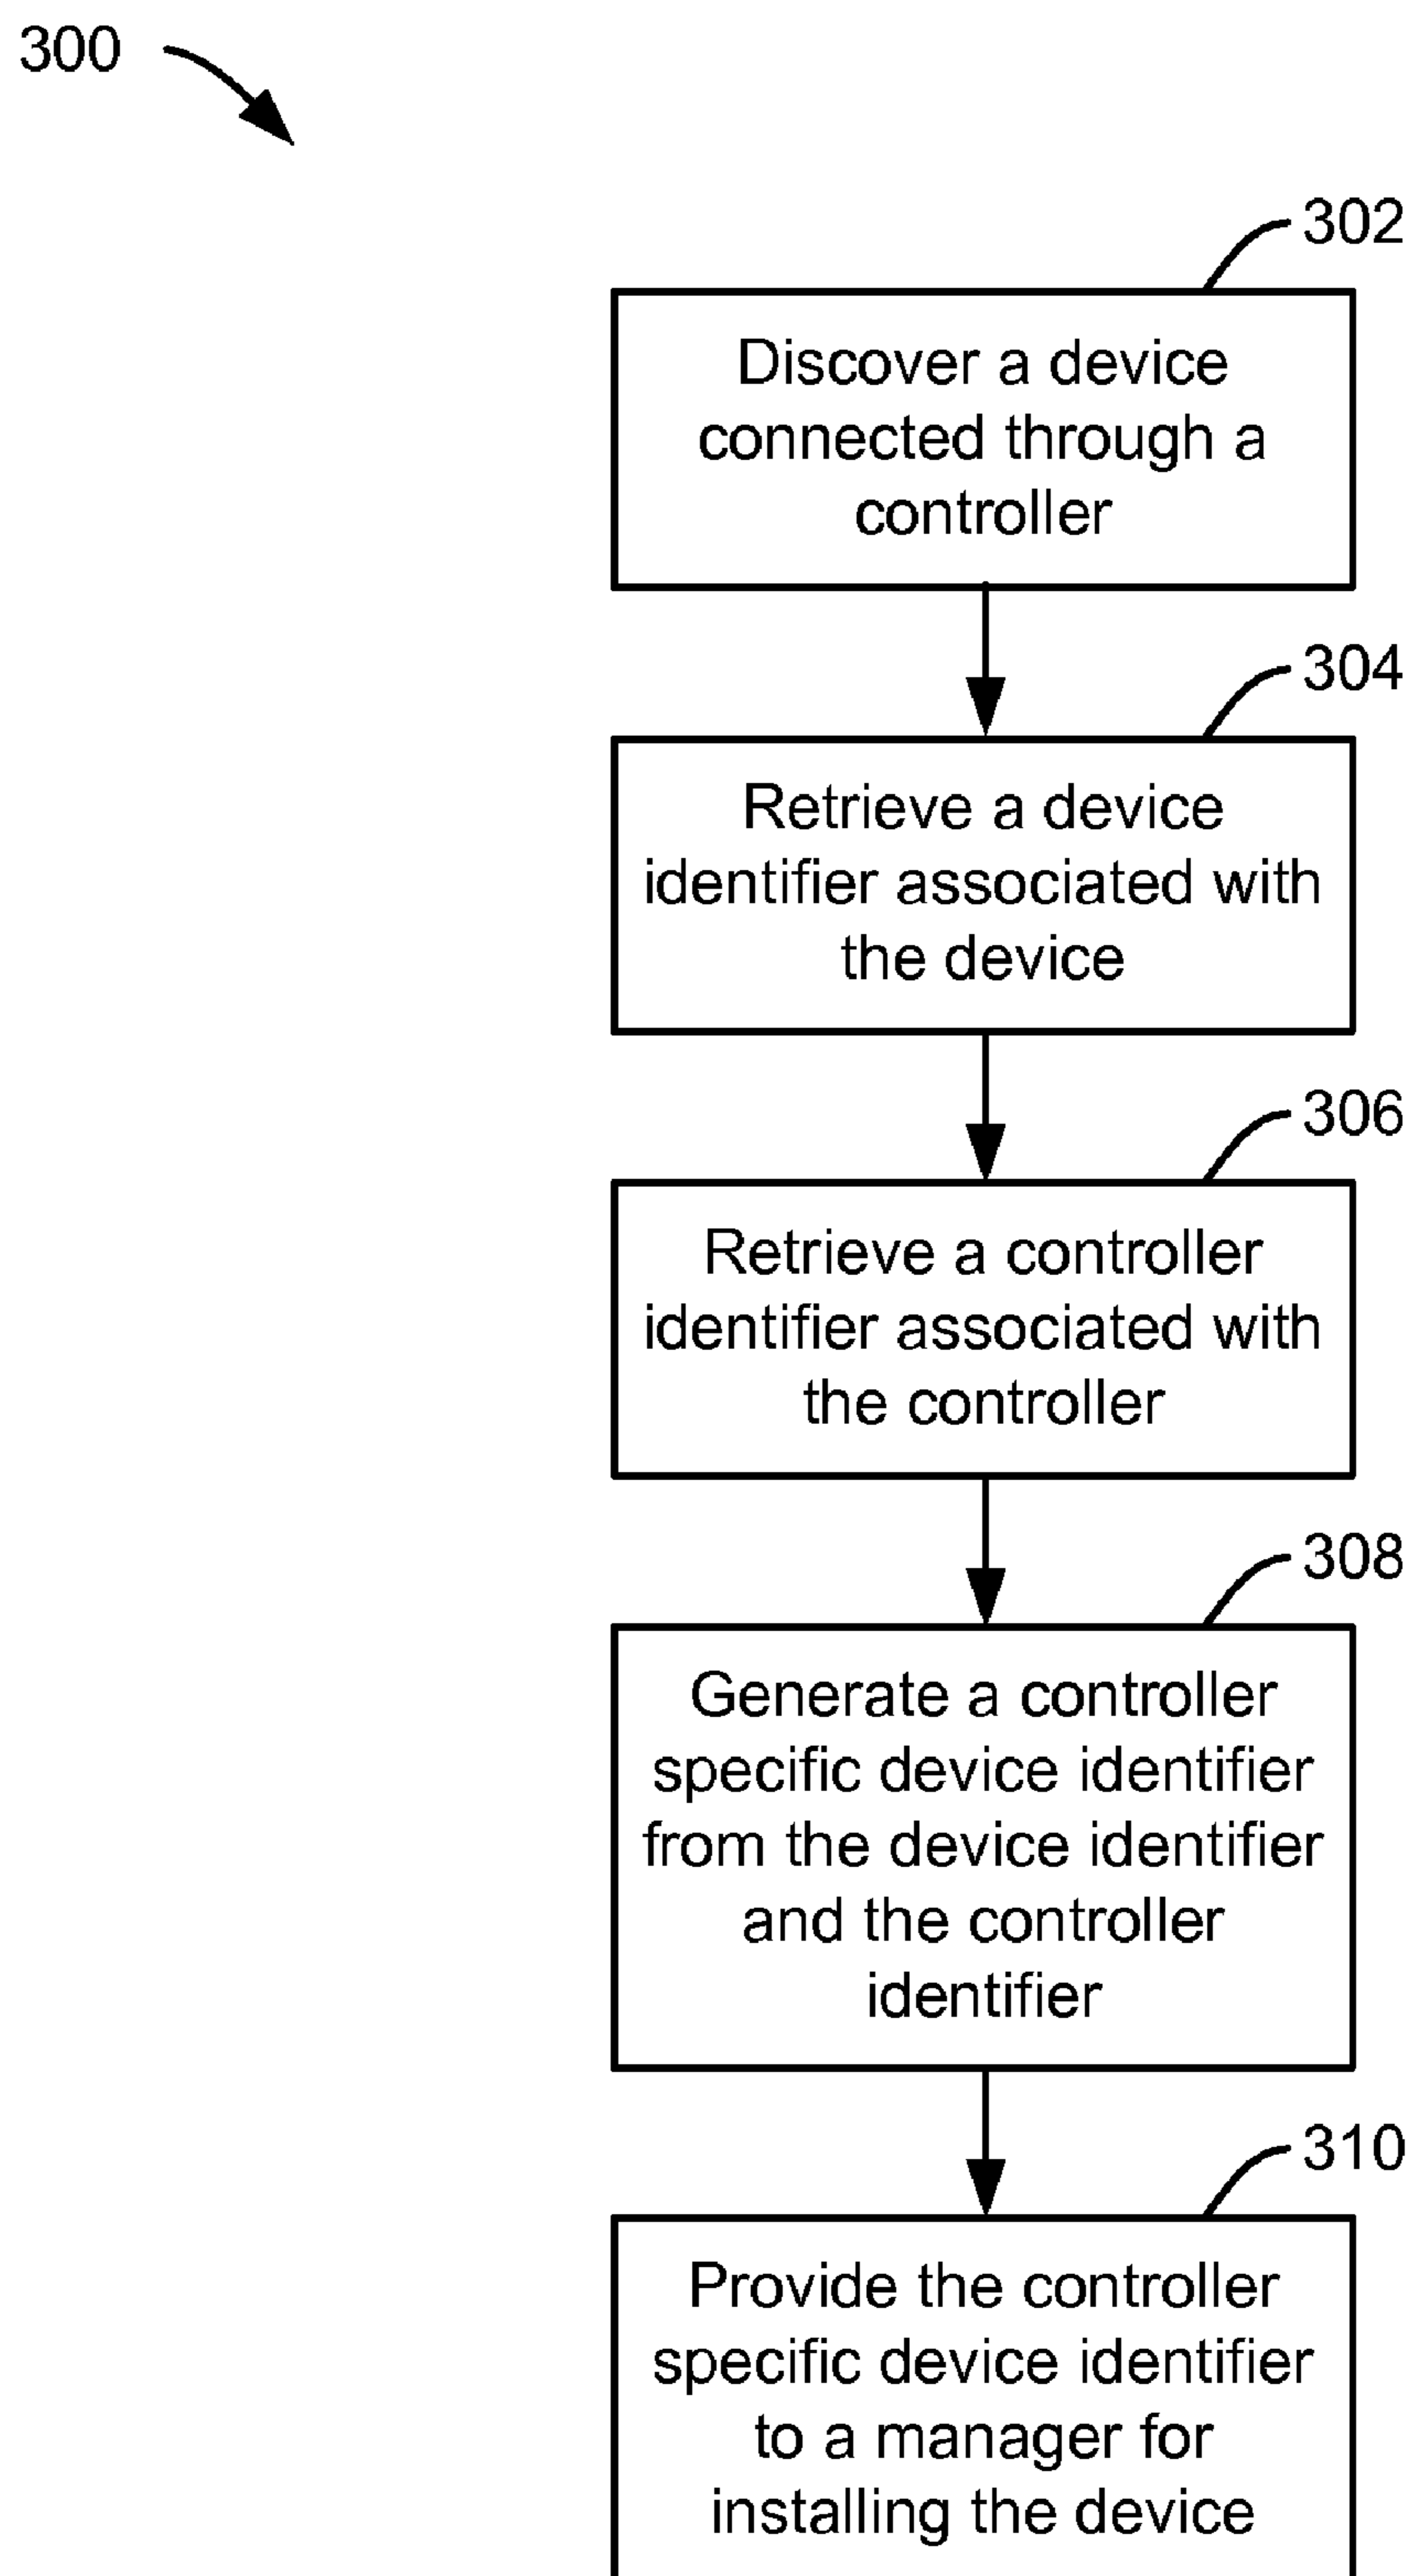 300
302
Discover a device
connected through a
controller
304
Retrieve a device
identifier associated with
the device
306
Retrieve a controller
identifier associated with
the controller
308
Generate a controller
specific device identifier
from the device identifier
and the controller
identifier
310
Provide the controller
specific device identifier
to a manager for
installing the device